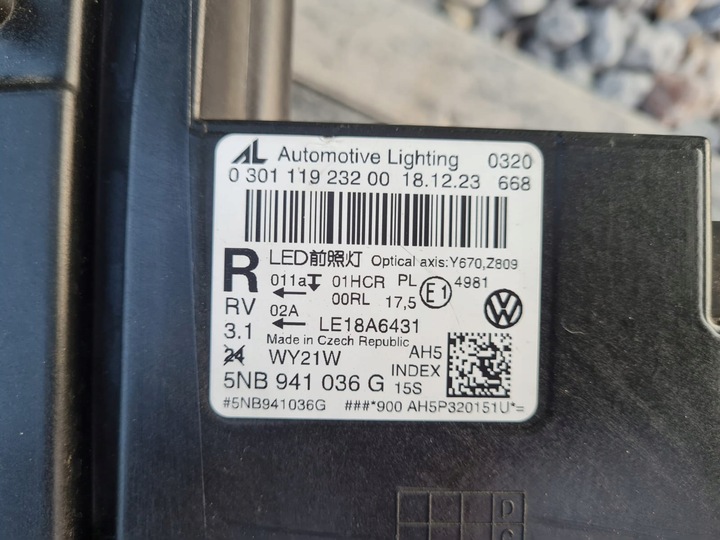 AL Automotive Lighting 0320
0 301 119 232 00 18.12.23 668
R LED前照灯 Optical axis:Y670,Z809
011a 01HCR PL E1 4981
02A 00RL 17,5
RV LE18A6431
3.1 Made in Czech Republic
24 WY21W AH5
INDEX
5NB 941 036 G 15S
#5NB941036G ###*900 AH5P320151U*=
VW
D